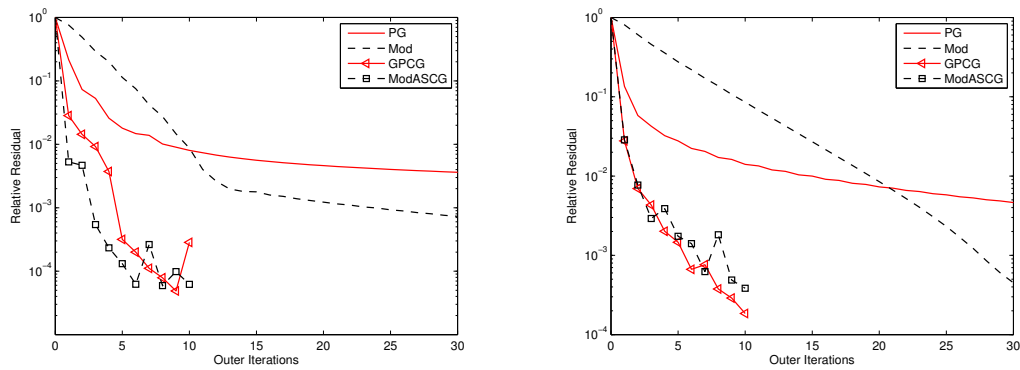 10^0
10^-1
10^-2
10^-3
10^-4
Relative Residual
0 5 10 15 20 25 30
Outer Iterations
PG
Mod
GPCG
ModASCG
10^0
10^-1
10^-2
10^-3
10^-4
Relative Residual
0 5 10 15 20 25 30
Outer Iterations
PG
Mod
GPCG
ModASCG